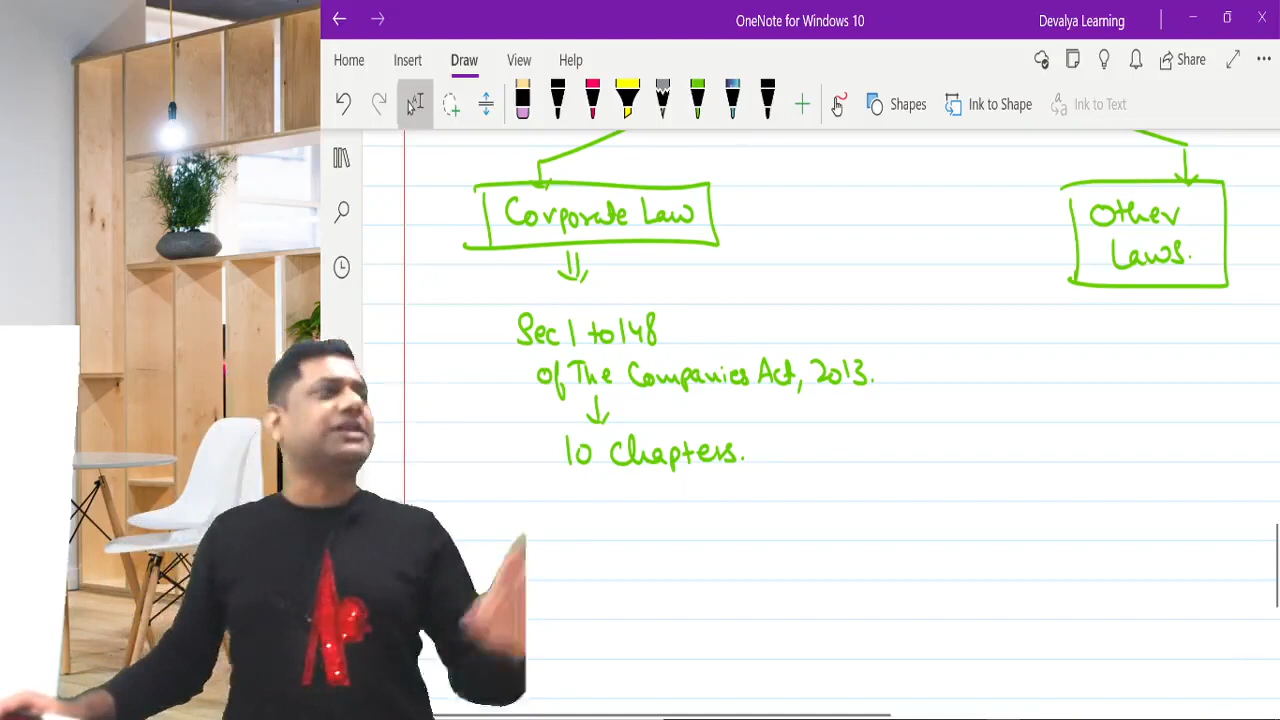 OneNote for Windows 10
Devalya Learning
Home
Insert
Draw
View
Help
Share
Shapes
Ink to Shape
Ink to Text
Corporate Law
Other
Laws.
Sec 1 to 148
of The Companies Act, 2013.
10 Chapters.